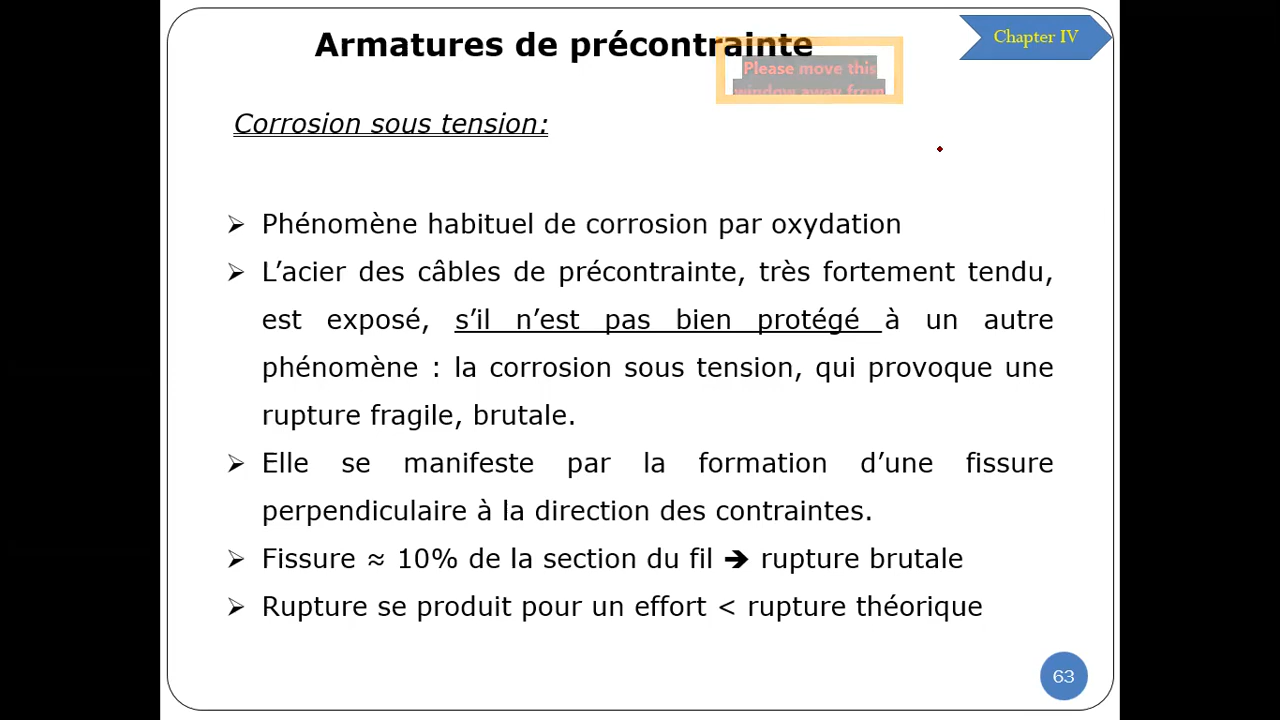 Armatures de précontrainte
Chapter IV
Please move this
window away from
Corrosion sous tension:
Phénomène habituel de corrosion par oxydation
L’acier des câbles de précontrainte, très fortement tendu,
est exposé, s’il n’est pas bien protégé à un autre
phénomène : la corrosion sous tension, qui provoque une
rupture fragile, brutale.
Elle se manifeste par la formation d’une fissure
perpendiculaire à la direction des contraintes.
Fissure ≈ 10% de la section du fil ➔ rupture brutale
Rupture se produit pour un effort < rupture théorique
63